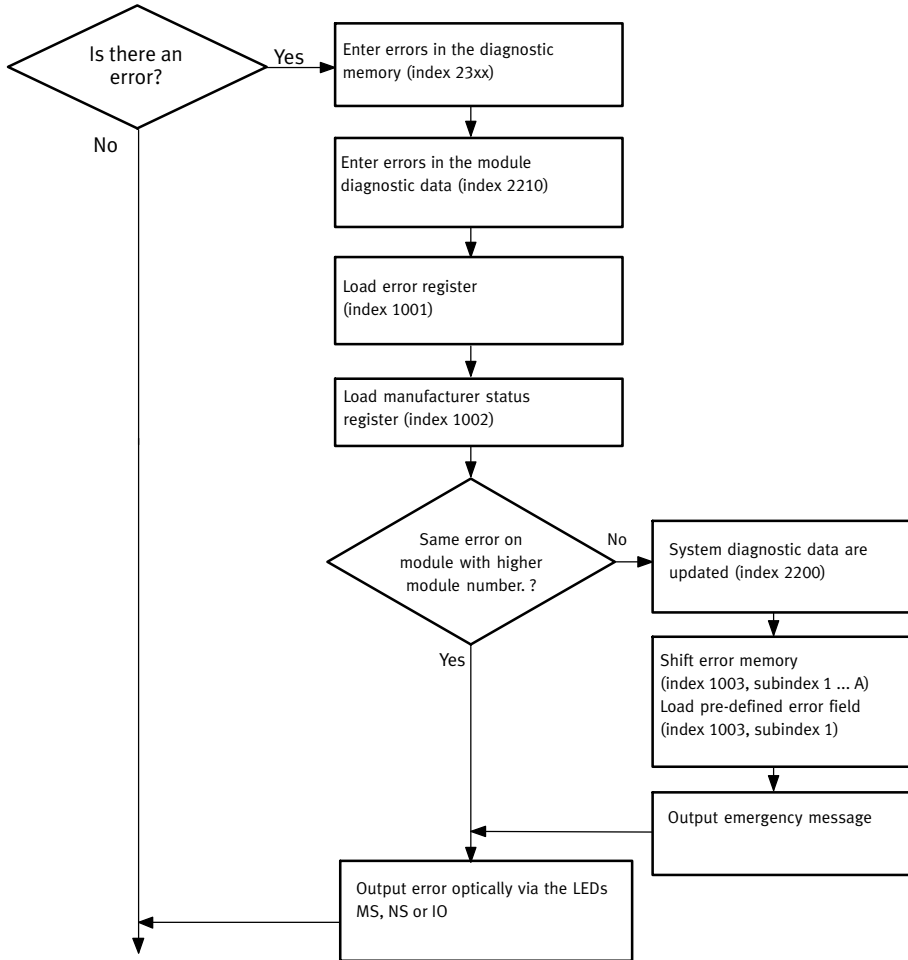 Is there an
error?
Yes
No
Enter errors in the diagnostic
memory (index 23xx)
Enter errors in the module
diagnostic data (index 2210)
Load error register
(index 1001)
Load manufacturer status
register (index 1002)
Same error on
module with higher
module number. ?
No
Yes
System diagnostic data are
updated (index 2200)
Shift error memory
(index 1003, subindex 1 ... A)
Load pre-defined error field
(index 1003, subindex 1)
Output emergency message
Output error optically via the LEDs
MS, NS or IO